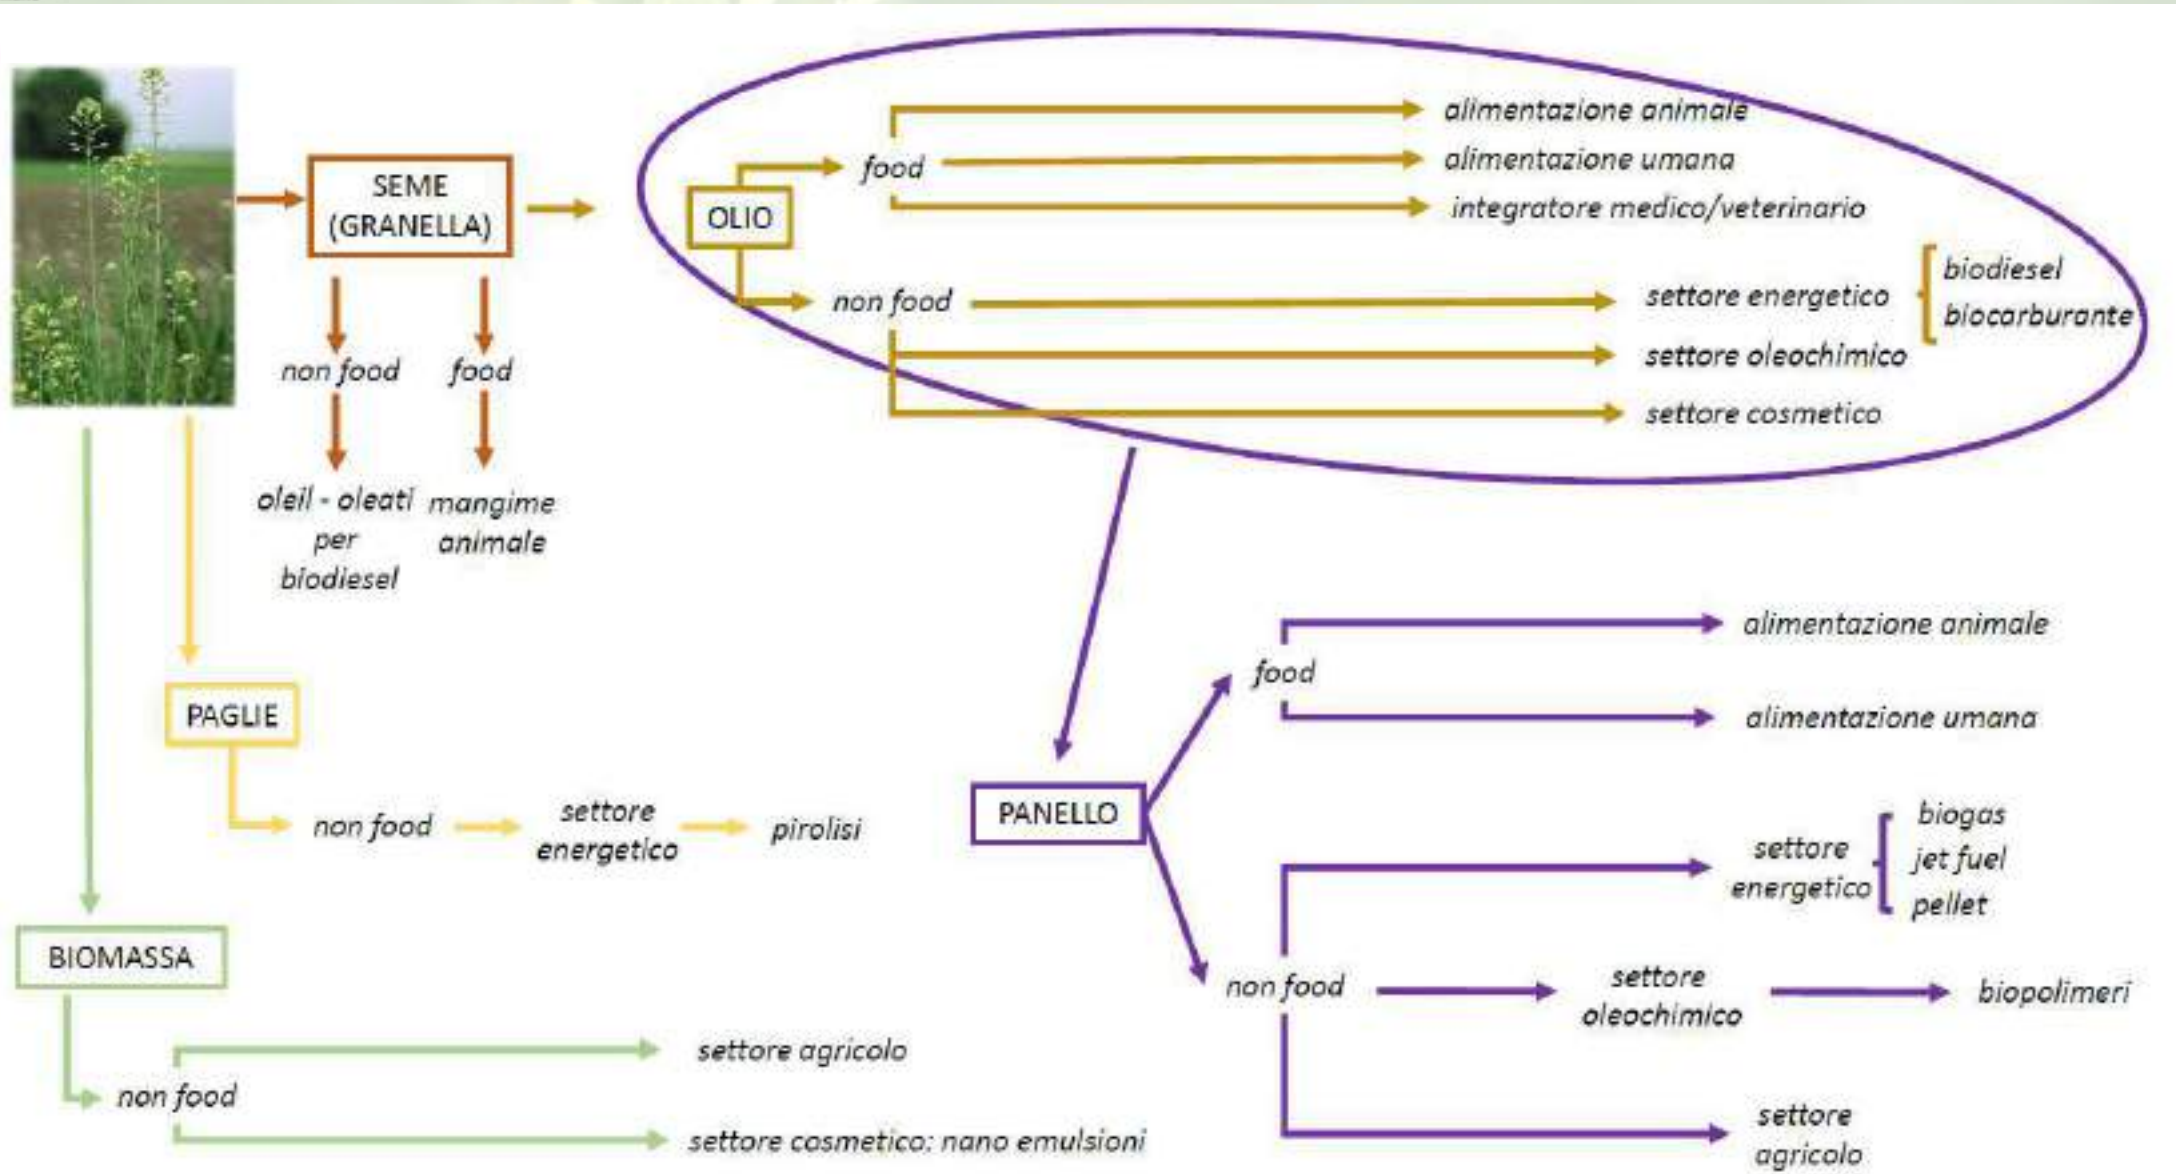 SEME
(GRANELLA)
non food
food
oleil - oleati
per
biodiesel
mangime
animale
OLIO
food
alimentazione animale
alimentazione umana
integratore medico/veterinario
non food
settore energetico
biodiesel
biocarburante
settore oleochimico
settore cosmetico
PAGLIE
non food
settore
energetico
pirolisi
BIOMASSA
non food
settore agricolo
settore cosmetico: nano emulsioni
PANELLO
food
alimentazione animale
alimentazione umana
non food
settore
energetico
biogas
jet fuel
pellet
settore
oleochimico
biopolimeri
settore
agricolo